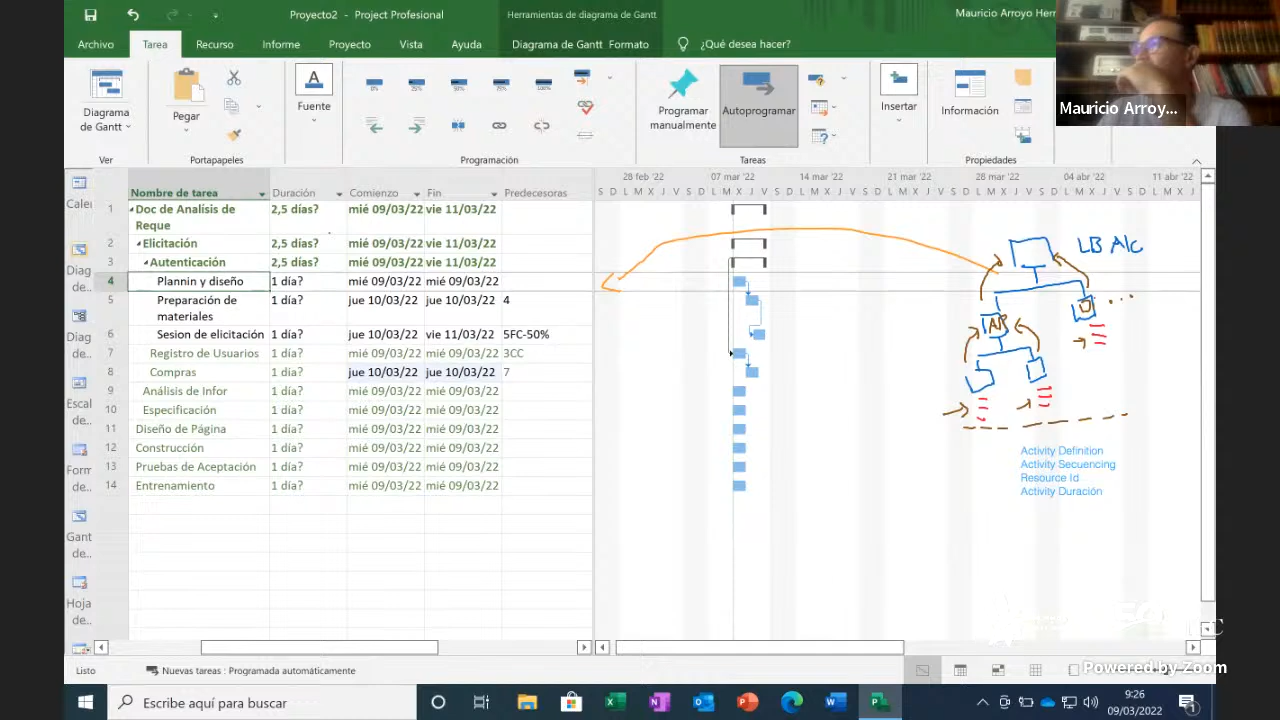 Proyecto2 - Project Profesional
Herramientas de diagrama de Gantt
Mauricio Arroyo Herr
Archivo Tarea Recurso Informe Proyecto Vista Ayuda Diagrama de Gantt Formato ¿Qué desea hacer?
Diagrama
de Gantt
Pegar
Fuente
Programar
manualmente
Autoprogramar
Insertar
Información
Mauricio Arroy...
Ver Portapapeles Programación Tareas Propiedades
Nombre de tarea Duración Comienzo Fin Predecesoras
28 feb '22 07 mar '22 14 mar '22 21 mar '22 28 mar '22 04 abr '22 11 abr '22
S D L M X J V S D L M X J V S D L M X J V S D L M X J V S D L M X J V S D L M X J V S D L M X J
1 Doc de Analísis de Reque 2,5 días? mié 09/03/22 vie 11/03/22
2 Elicitación 2,5 días? mié 09/03/22 vie 11/03/22
3 Autenticación 2,5 días? mié 09/03/22 vie 11/03/22
4 Plannin y diseño 1 día? mié 09/03/22 mié 09/03/22
5 Preparación de materiales 1 día? jue 10/03/22 jue 10/03/22 4
6 Sesion de elicitación 1 día? jue 10/03/22 vie 11/03/22 5FC-50%
7 Registro de Usuarios 1 día? mié 09/03/22 mié 09/03/22 3CC
8 Compras 1 día? jue 10/03/22 jue 10/03/22 7
9 Análisis de Infor 1 día? mié 09/03/22 mié 09/03/22
10 Especificación 1 día? mié 09/03/22 mié 09/03/22
11 Diseño de Página 1 día? mié 09/03/22 mié 09/03/22
12 Construcción 1 día? mié 09/03/22 mié 09/03/22
13 Pruebas de Aceptación 1 día? mié 09/03/22 mié 09/03/22
14 Entrenamiento 1 día? mié 09/03/22 mié 09/03/22
Caler
Diag
de...
Diag
de...
Escal
de...
Form
de...
Gant
de...
Hoja
de...
LB A/c
Activity Definition
Activity Secuencing
Resource Id
Activity Duración
Powered by Zoom
Listo Nuevas tareas : Programada automáticamente
Escribe aquí para buscar
9:26
09/03/2022